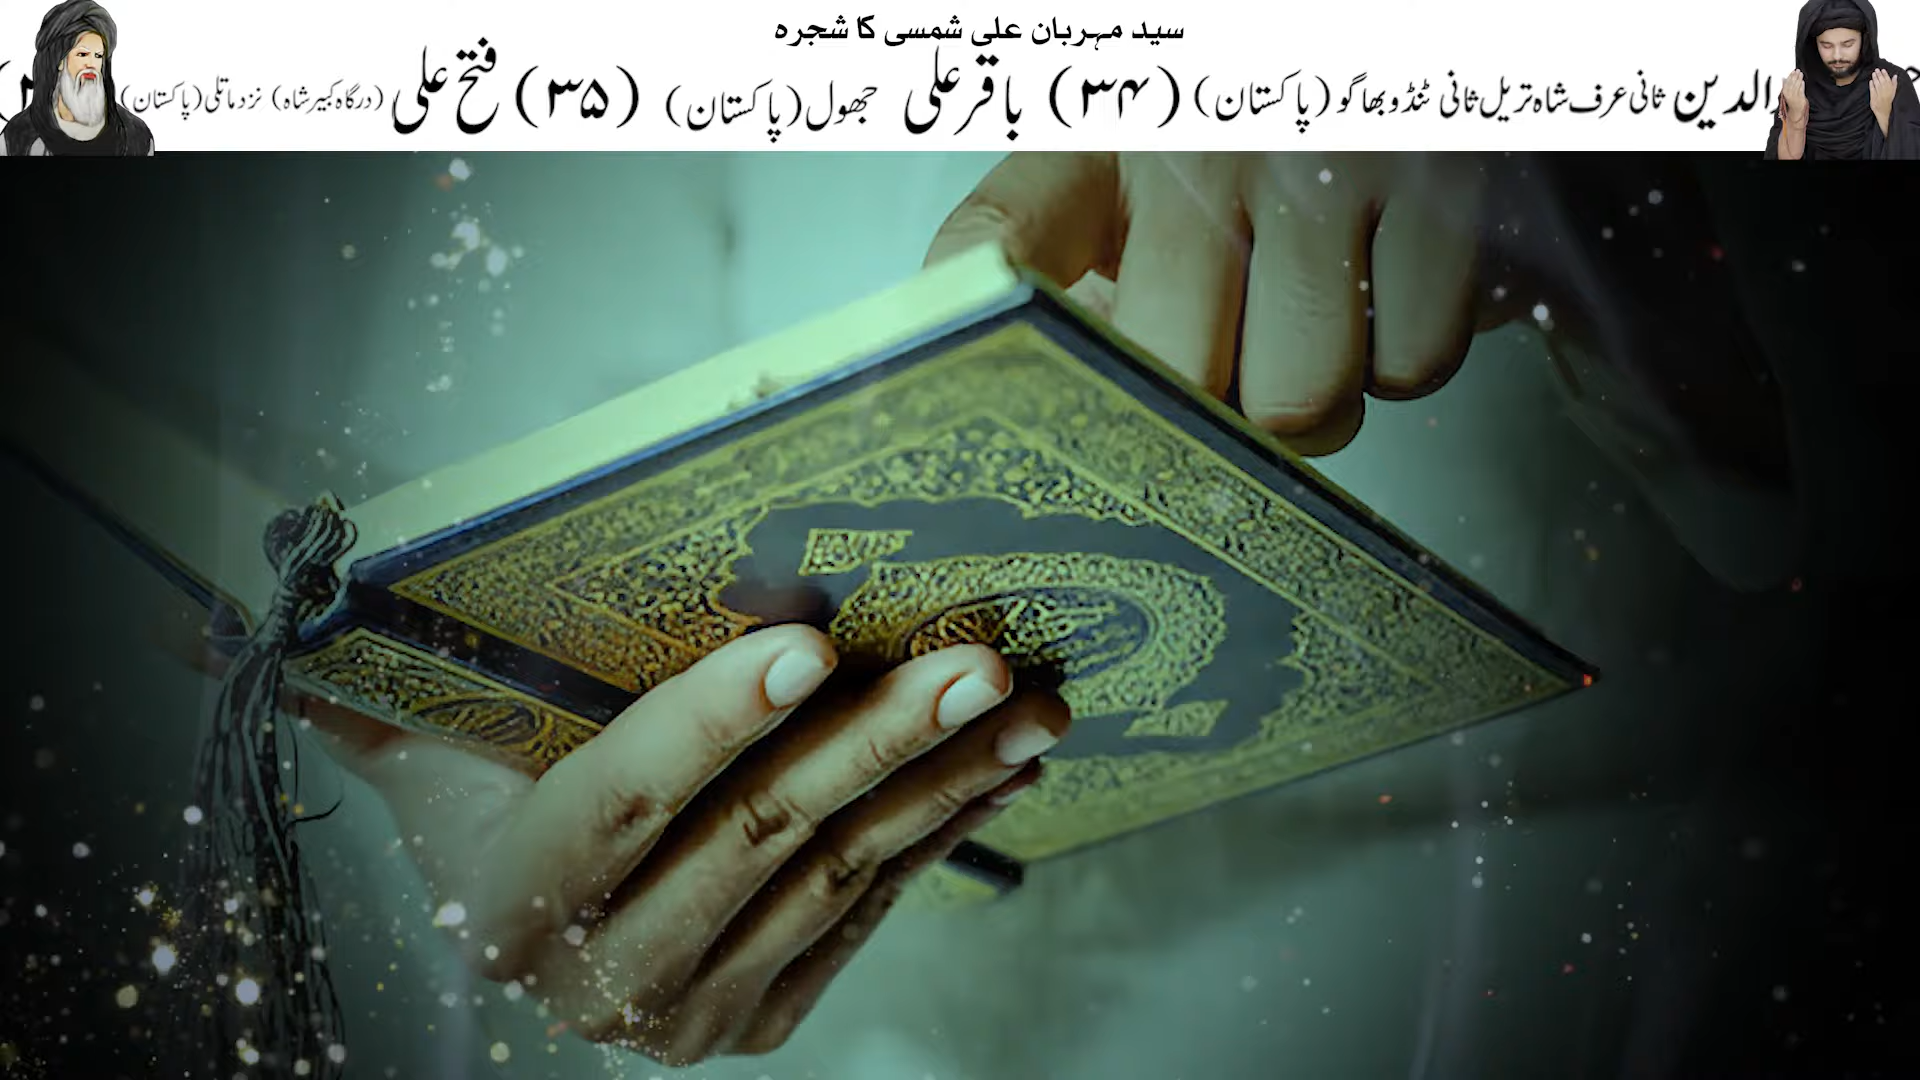 سید مہربان علی شمسی کا شجرہ
الدین ثانی عرف شاہ تریل ثانی ٹنڈو بھاگو (پاکستان) (۳۴) باقر علی جھول (پاکستان) (۳۵) فتح علی (درگاہ کبیر شاہ) نزد ماتلی (پاکستان)